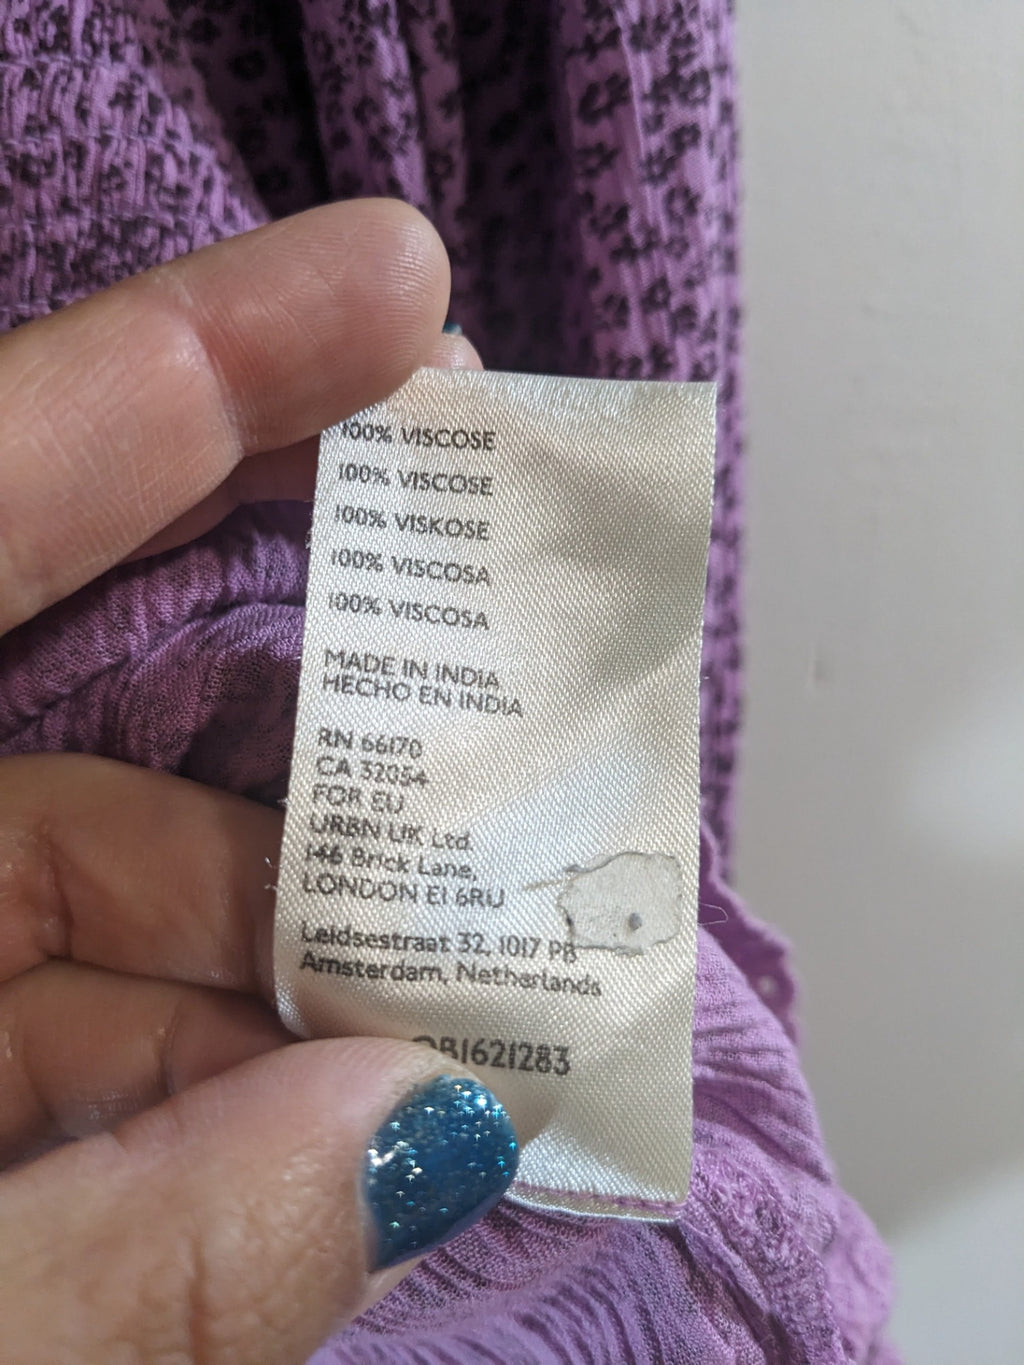 100% VISCOSE
100% VISCOSE
100% VISKOSE
100% VISCOSA
100% VISCOSA
MADE IN INDIA
HECHO EN INDIA
RN 66170
CA 32054
FOR EU
URBN UK Ltd.
146 Brick Lane,
LONDON E1 6RU
Leidsestraat 32, 1017 PB
Amsterdam, Netherlands
OB1621283